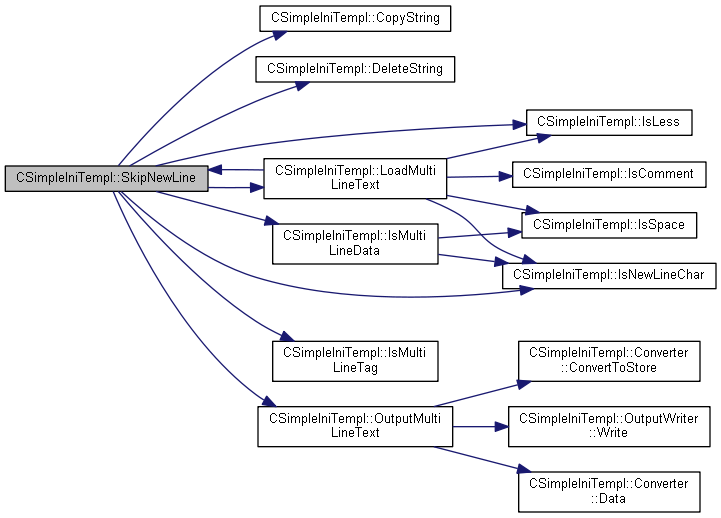 CSimpleIniTempl::CopyString
CSimpleIniTempl::DeleteString
CSimpleIniTempl::IsLess
CSimpleIniTempl::SkipNewLine
CSimpleIniTempl::LoadMulti
LineText
CSimpleIniTempl::IsComment
CSimpleIniTempl::IsSpace
CSimpleIniTempl::IsMulti
LineData
CSimpleIniTempl::IsNewLineChar
CSimpleIniTempl::IsMulti
LineTag
CSimpleIniTempl::Converter
::ConvertToStore
CSimpleIniTempl::OutputMulti
LineText
CSimpleIniTempl::OutputWriter
::Write
CSimpleIniTempl::Converter
::Data